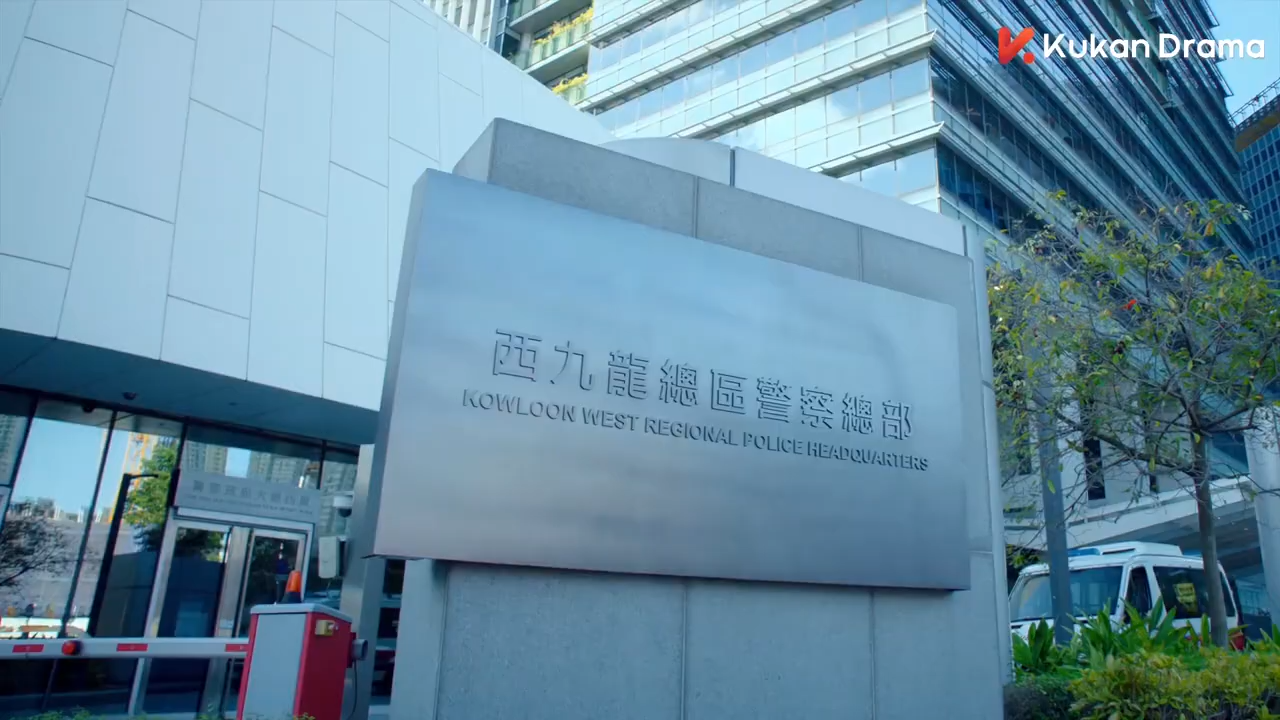 Kukan Drama
西九龍總區警察總部
KOWLOON WEST REGIONAL POLICE HEADQUARTERS